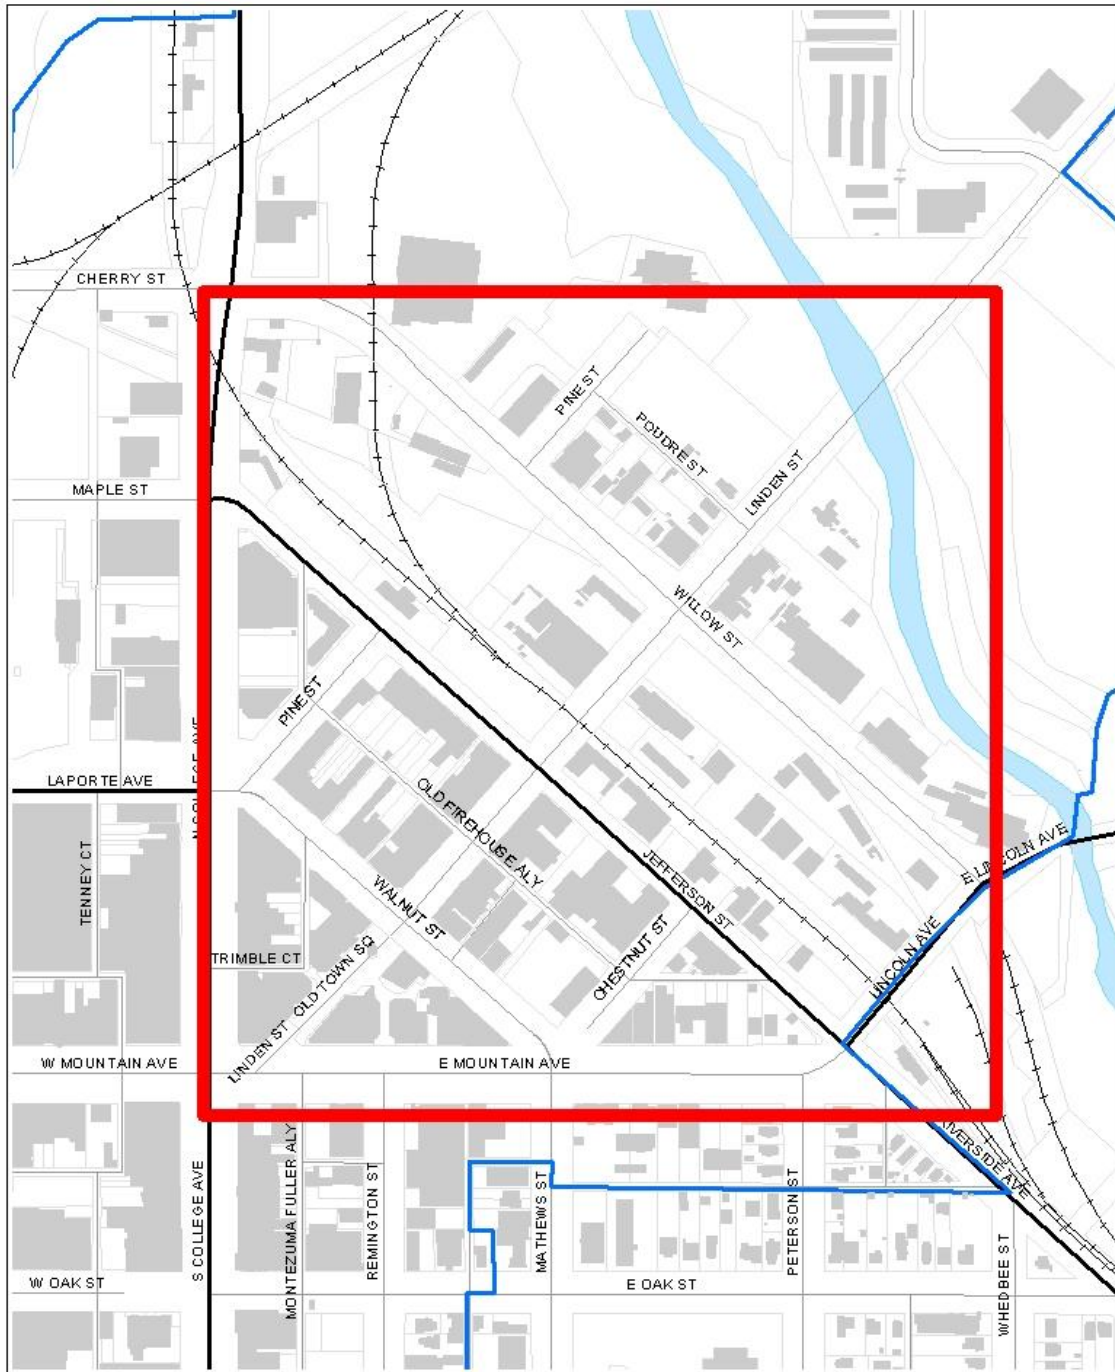 CHERRY ST
PINE ST
POUDRE ST
LINDEN ST
MAPLE ST
WILLOW ST
PINE ST
N COLLEGE AVE
LAPORTE AVE
OLD FIREHOUSE ALY
TENNEY CT
WALNUT ST
JEFFERSON ST
E LINCOLN AVE
LINCOLN AVE
CHESTNUT ST
TRIMBLE CT
OLD TOWN SQ
LINDEN ST
W MOUNTAIN AVE
E MOUNTAIN AVE
RIVERSIDE AVE
S COLLEGE AVE
MONTEZUMA FULLER ALY
REMINGTON ST
MATHEWS ST
PETERSON ST
WHEDBEE ST
W OAK ST
E OAK ST